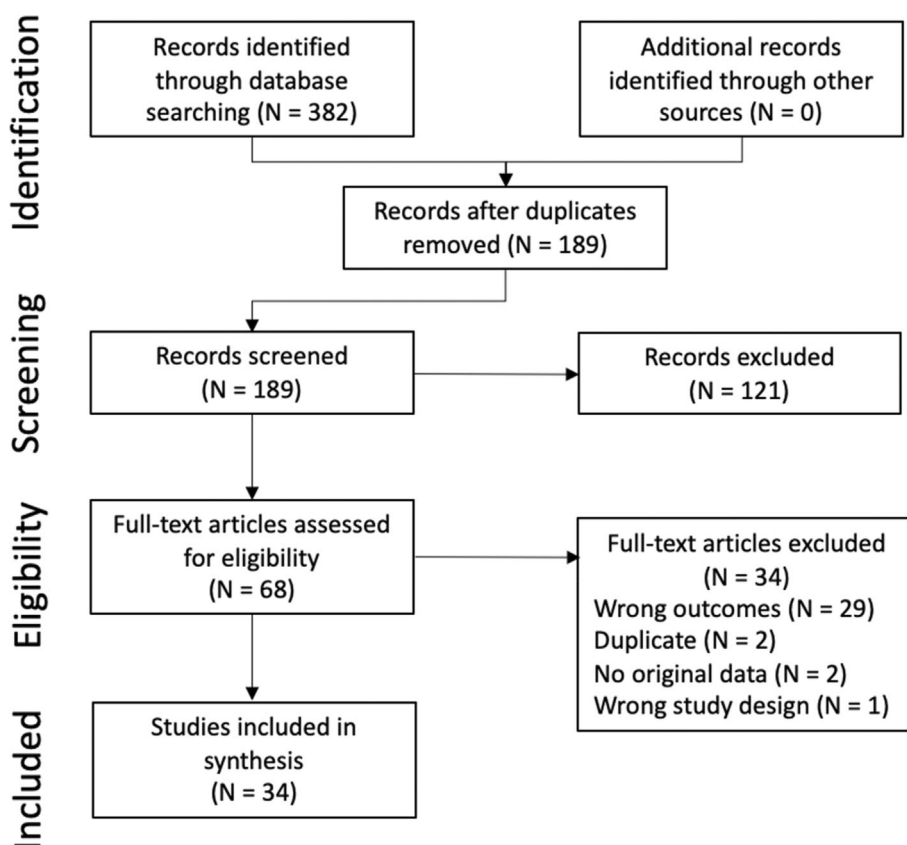 Identification
Records identified
through database
searching (N = 382)
Additional records
identified through other
sources (N = 0)
Records after duplicates
removed (N = 189)
Screening
Records screened
(N = 189)
Records excluded
(N = 121)
Eligibility
Full-text articles assessed
for eligibility
(N = 68)
Full-text articles excluded
(N = 34)
Wrong outcomes (N = 29)
Duplicate (N = 2)
No original data (N = 2)
Wrong study design (N = 1)
Included
Studies included in
synthesis
(N = 34)